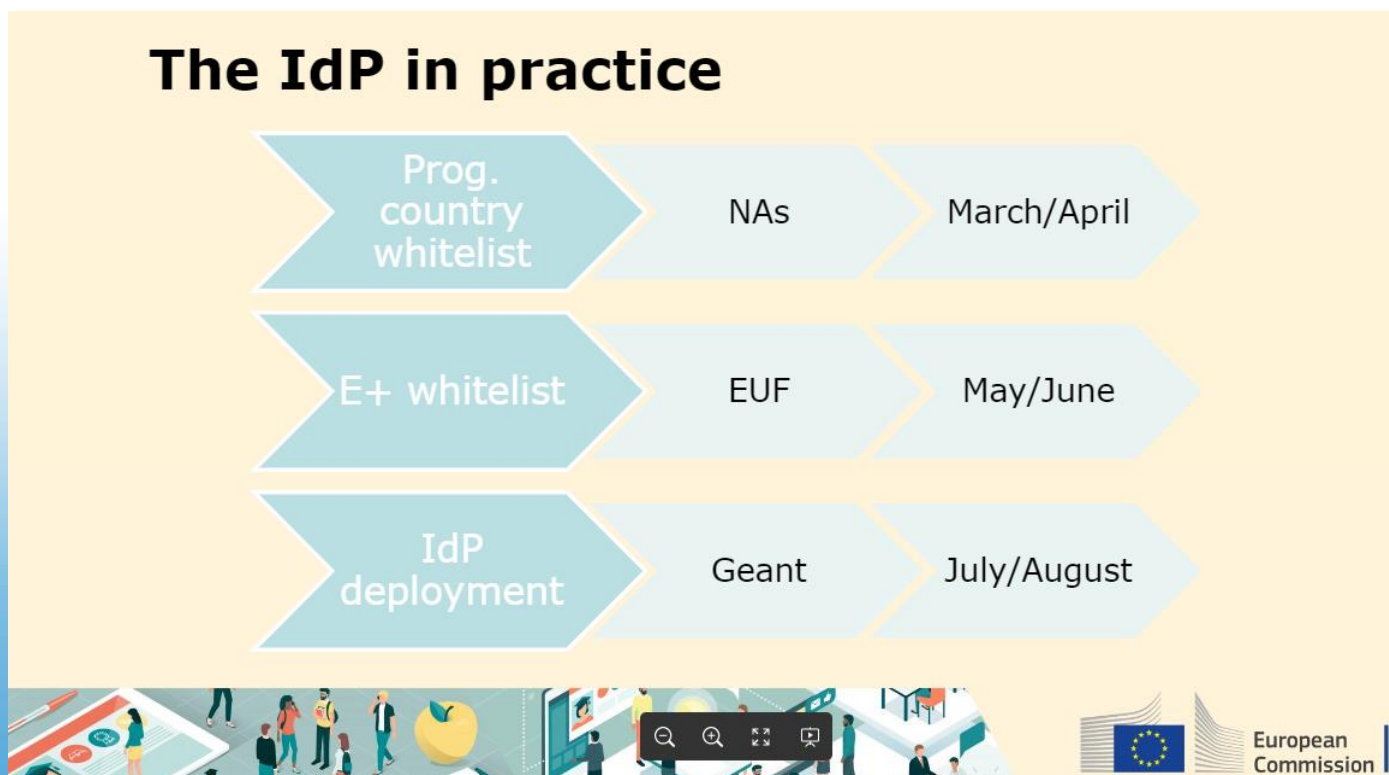 The IdP in practice
Prog.
country
whitelist
NAs
March/April
E+ whitelist
EUF
May/June
IdP
deployment
Geant
July/August
European
Commission